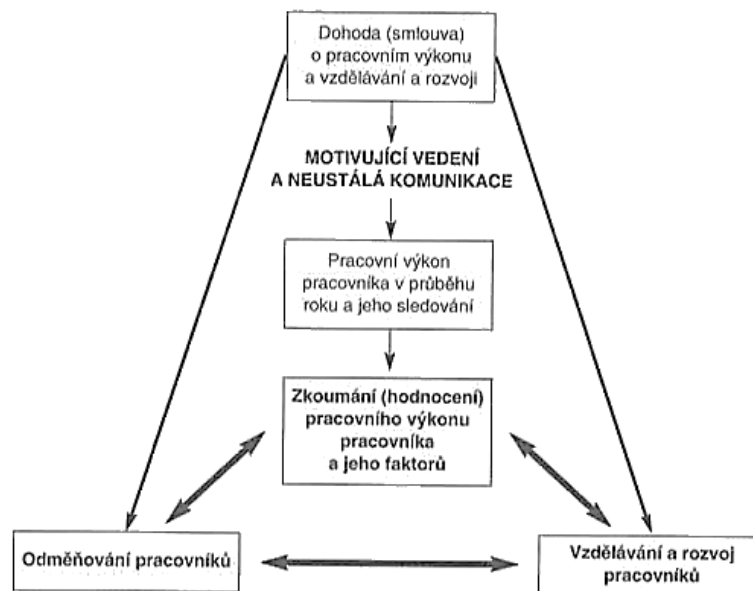 Dohoda (smlouva)
o pracovním výkonu
a vzdělávání a rozvoji
MOTIVUJÍCÍ VEDENÍ
A NEUSTÁLÁ KOMUNIKACE
Pracovní výkon
pracovníka v průběhu
roku a jeho sledování
Zkoumání (hodnocení)
pracovního výkonu
pracovníka
a jeho faktorů
Odměňování pracovníků
Vzdělávání a rozvoj
pracovníků